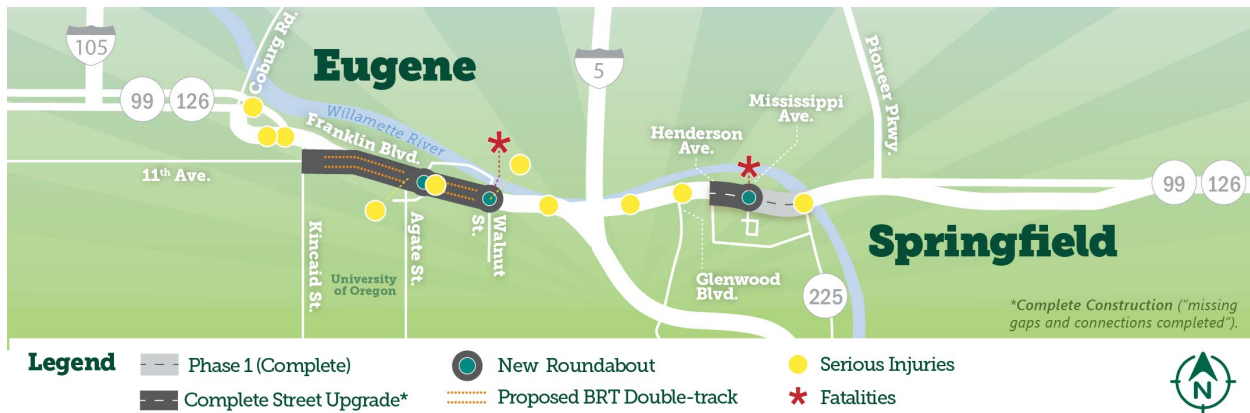 105
Coburg Rd.
Eugene
5
Pioneer Pkwy.
99
126
Willamette River
Franklin Blvd.
Mississippi
Ave.
Henderson
Ave.
11th Ave.
99
126
Kincaid St.
Agate St.
Walnut
St.
University
of Oregon
Springfield
Glenwood
Blvd.
225
*Complete Construction ("missing
gaps and connections completed").
Legend
Phase 1 (Complete)
New Roundabout
Serious Injuries
Complete Street Upgrade*
Proposed BRT Double-track
Fatalities
N